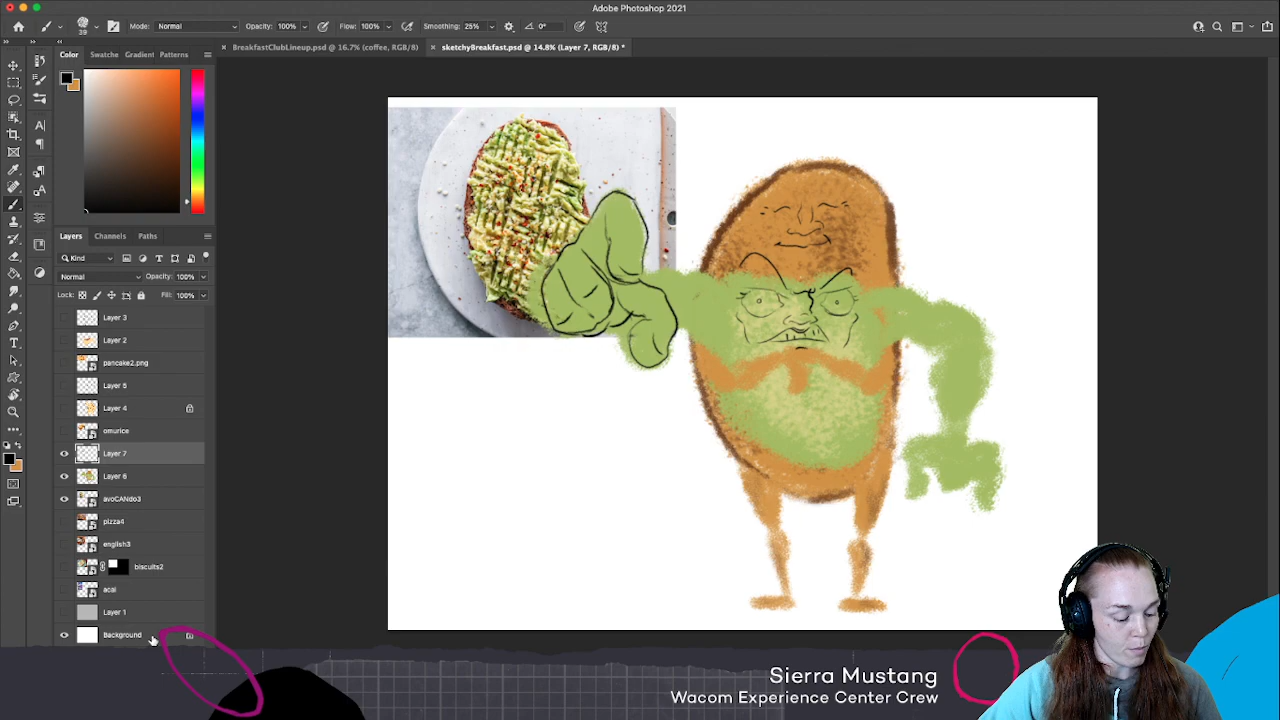 Adobe Photoshop 2021
39 Mode: Normal Opacity: 100% Flow: 100% Smoothing: 25% 0°
Color Swatche Gradient Patterns
× BreakfastClubLineup.psd @ 16.7% (coffee, RGB/8) × sketchyBreakfast.psd @ 14.8% (Layer 7, RGB/8) *
Layers Channels Paths
Kind
Normal Opacity: 100%
Lock: Fill: 100%
Layer 3
Layer 2
pancake2.png
Layer 5
Layer 4
omurice
Layer 7
Layer 6
avoCANdo3
pizza4
english3
biscuits2
acai
Layer 1
Background
Sierra Mustang
Wacom Experience Center Crew